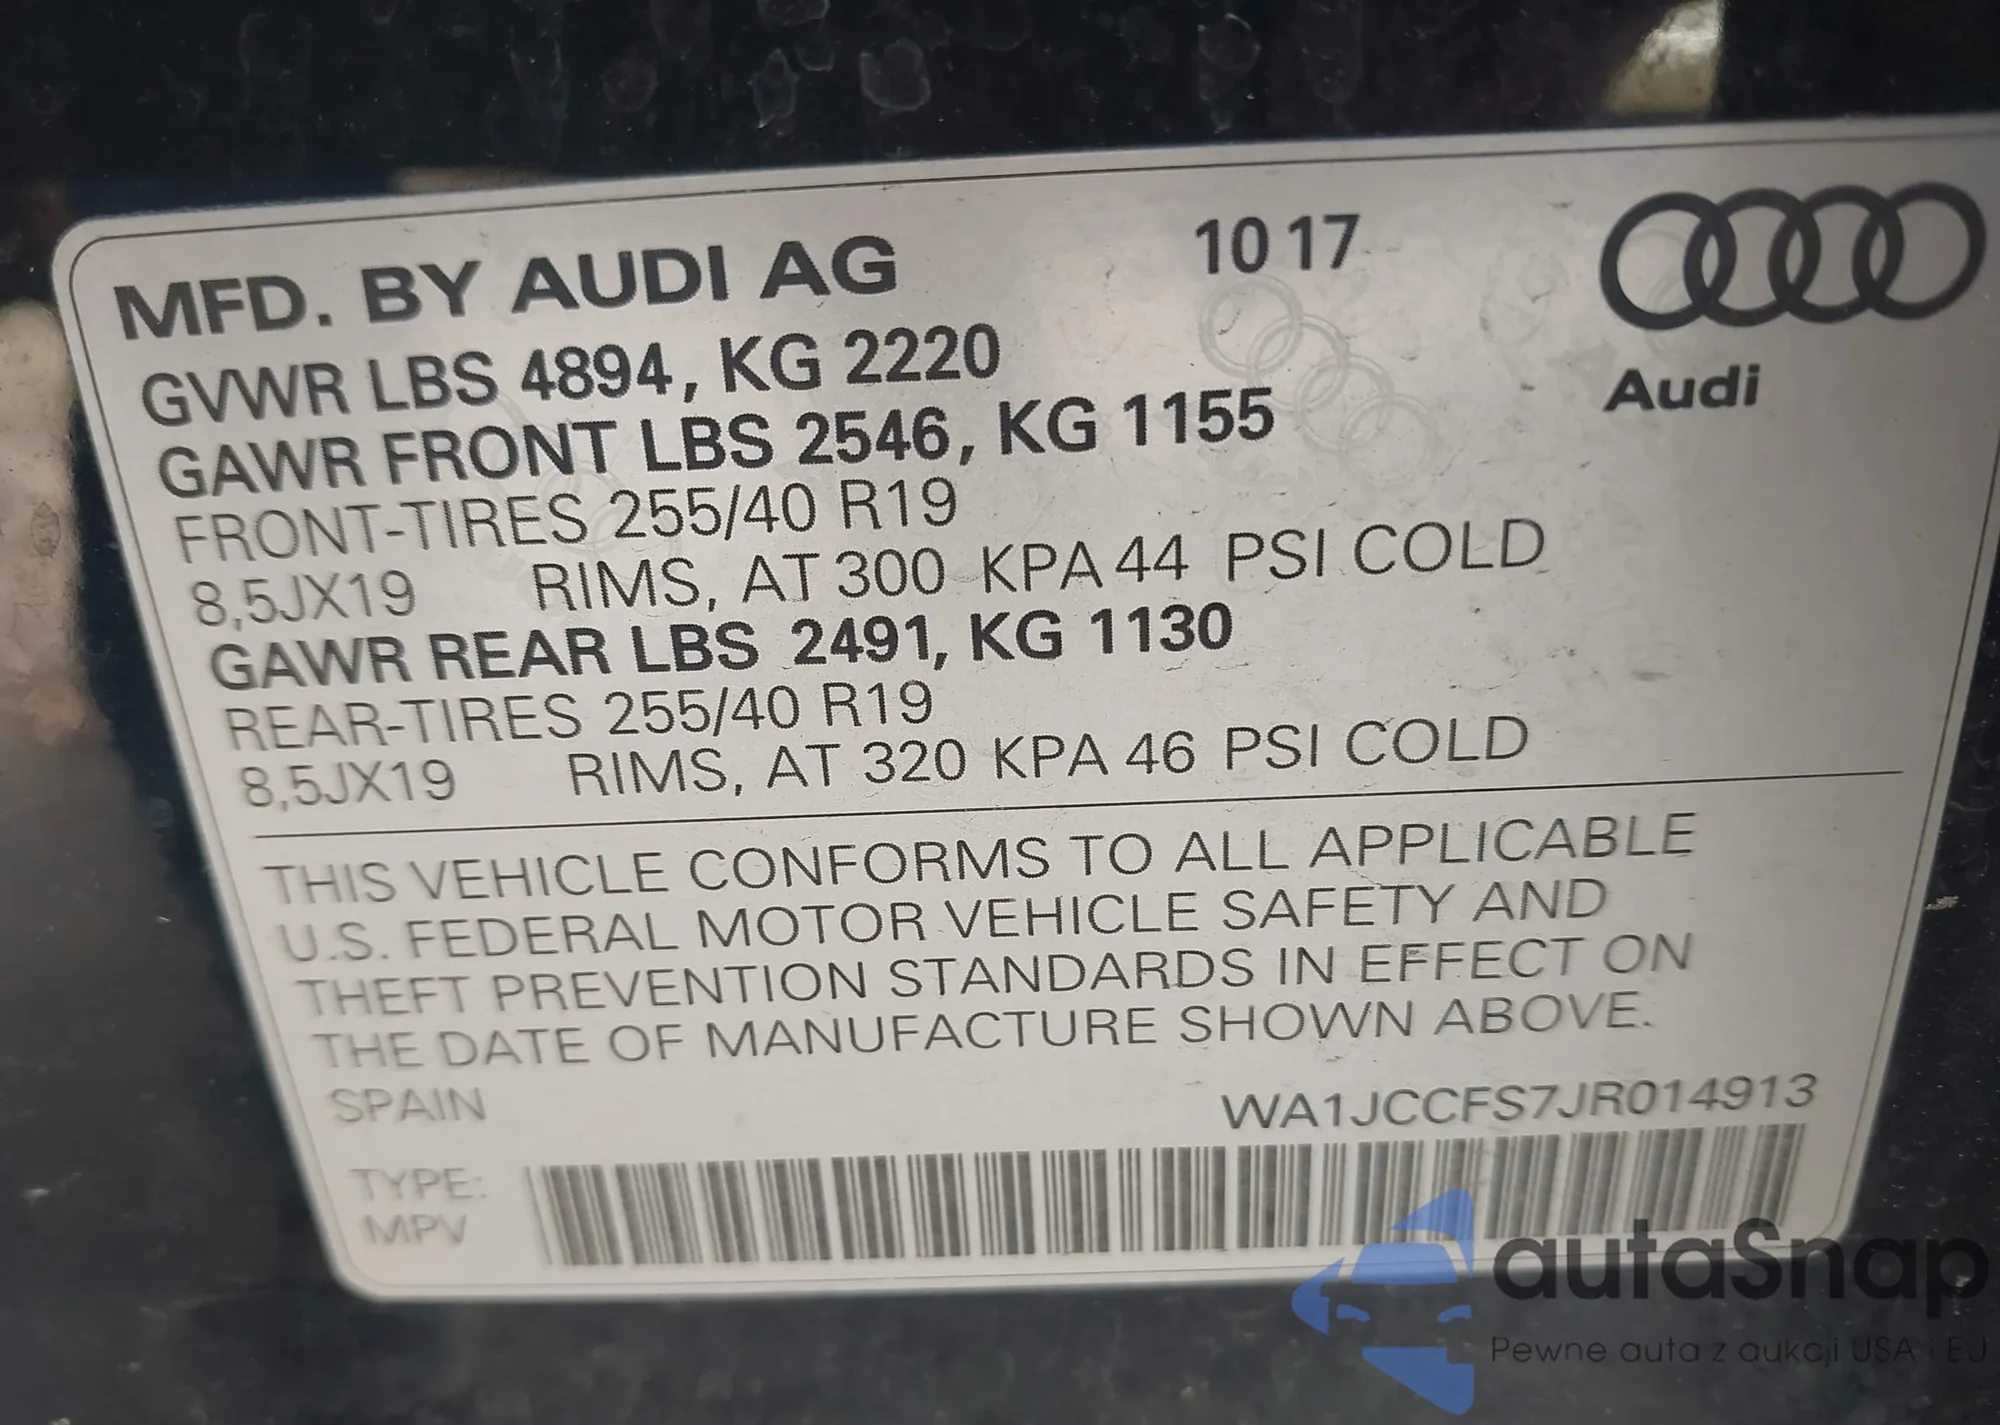 MFD. BY AUDI AG 10 17
Audi
GVWR LBS 4894, KG 2220
GAWR FRONT LBS 2546, KG 1155
FRONT-TIRES 255/40 R19
8,5JX19 RIMS, AT 300 KPA 44 PSI COLD
GAWR REAR LBS 2491, KG 1130
REAR-TIRES 255/40 R19
8,5JX19 RIMS, AT 320 KPA 46 PSI COLD
THIS VEHICLE CONFORMS TO ALL APPLICABLE
U.S. FEDERAL MOTOR VEHICLE SAFETY AND
THEFT PREVENTION STANDARDS IN EFFECT ON
THE DATE OF MANUFACTURE SHOWN ABOVE.
SPAIN WA1JCCFS7JR014913
TYPE:
MPV
autaSnap
Pewne auta z aukcji USA i EU